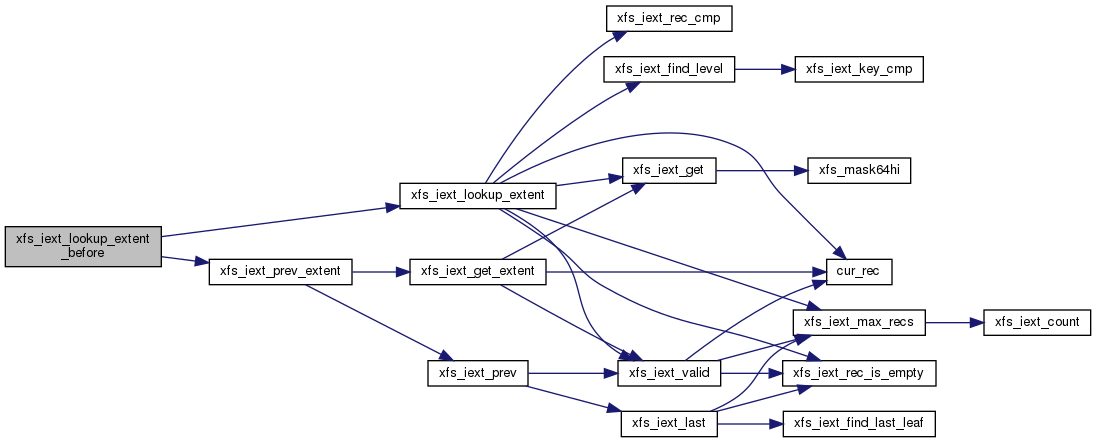 xfs_iext_rec_cmp
xfs_iext_find_level
xfs_iext_key_cmp
xfs_iext_get
xfs_mask64hi
xfs_iext_lookup_extent
xfs_iext_lookup_extent
_before
xfs_iext_prev_extent
xfs_iext_get_extent
cur_rec
xfs_iext_max_recs
xfs_iext_count
xfs_iext_prev
xfs_iext_valid
xfs_iext_rec_is_empty
xfs_iext_last
xfs_iext_find_last_leaf